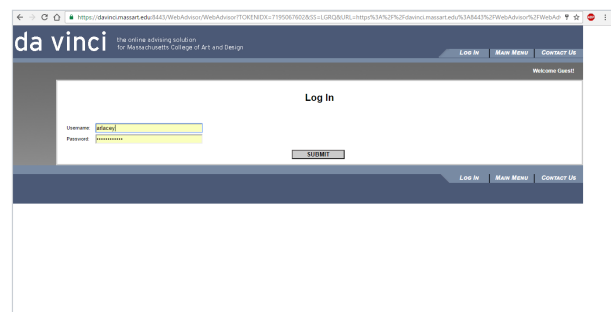 https://davinci.massart.edu:8443/WebAdvisor/WebAdvisor?TOKENIDX=7195067602&SS=LGRQ&URL=https%3A%2F%2Fdavinci.massart.edu%3A8443%2FWebAdvisor%2FWebAd
da vinci
the online advising solution
for Massachusetts College of Art and Design
LOG IN MAIN MENU CONTACT US
Welcome Guest!
Log In
Username arlacey
Password ••••••••••••
SUBMIT
LOG IN MAIN MENU CONTACT US